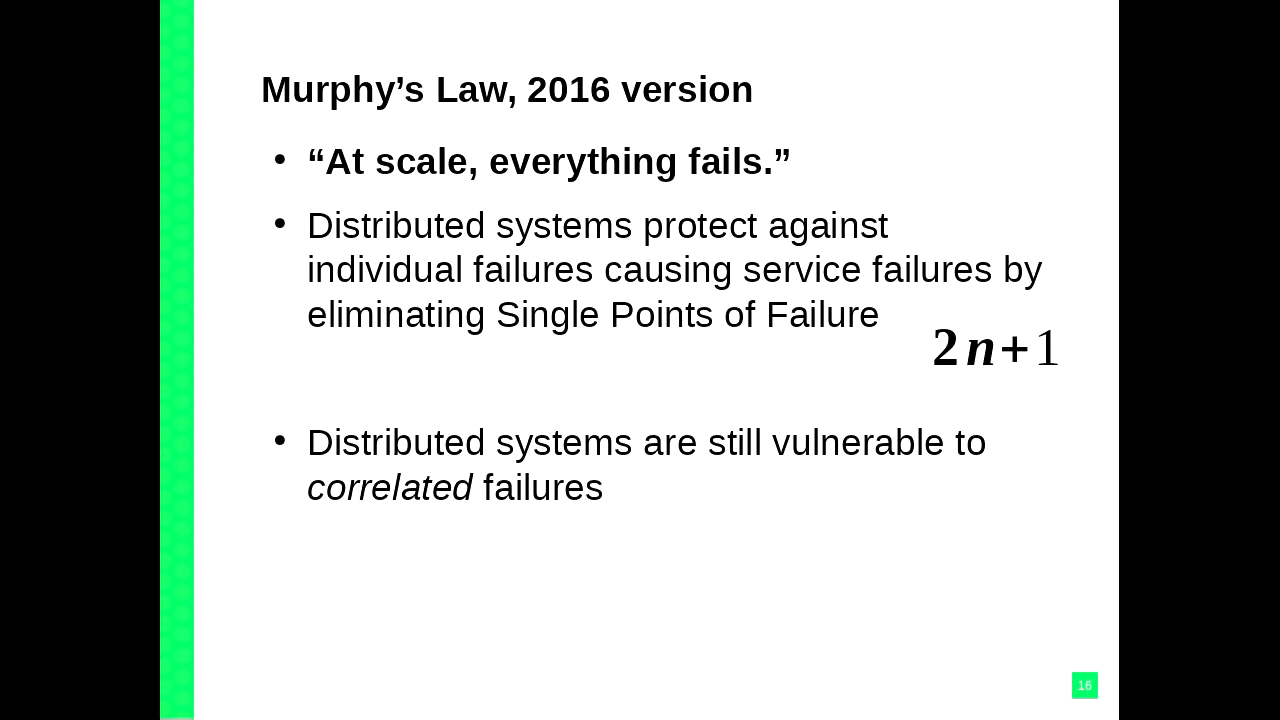 Murphy’s Law, 2016 version
• “At scale, everything fails.”
• Distributed systems protect against
individual failures causing service failures by
eliminating Single Points of Failure
2n+1
• Distributed systems are still vulnerable to
correlated failures
16